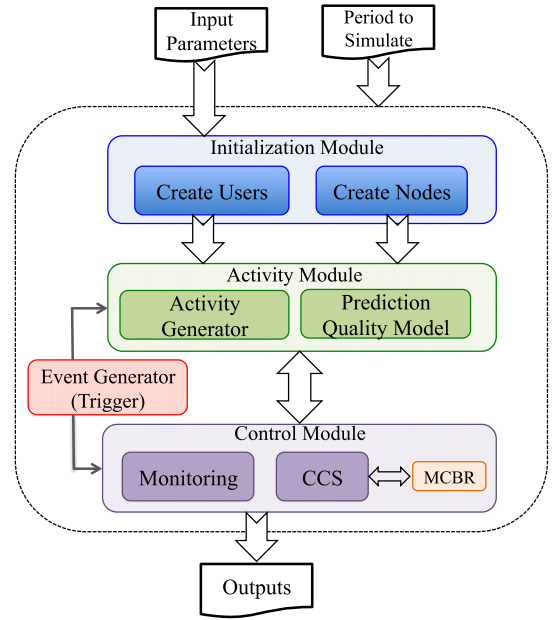 Input
Parameters
Period to
Simulate
Initialization Module
Create Users
Create Nodes
Activity Module
Activity
Generator
Prediction
Quality Model
Event Generator
(Trigger)
Control Module
Monitoring
CCS
MCBR
Outputs